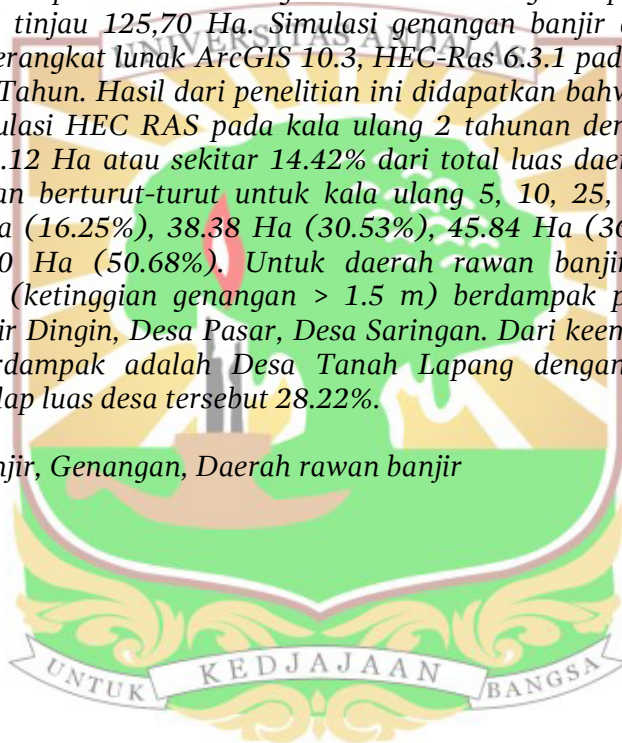 tinjau 125,70 Ha. Simulasi genangan banjir
erangkat lunak ArcGIS 10.3, HEC-Ras 6.3.1 pad
Tahun. Hasil dari penelitian ini didapatkan bahw
ulasi HEC RAS pada kala ulang 2 tahunan den
.12 Ha atau sekitar 14.42% dari total luas daer
an berturut-turut untuk kala ulang 5, 10, 25,
a (16.25%), 38.38 Ha (30.53%), 45.84 Ha (36
0 Ha (50.68%). Untuk daerah rawan banjir
(ketinggian genangan > 1.5 m) berdampak p
ir Dingin, Desa Pasar, Desa Saringan. Dari keen
rdampak adalah Desa Tanah Lapang dengan
lap luas desa tersebut 28.22%.
njir, Genangan, Daerah rawan banjir
UNIVERSITAS ANDALAS
UNTUK KEDJAJAAN BANGSA